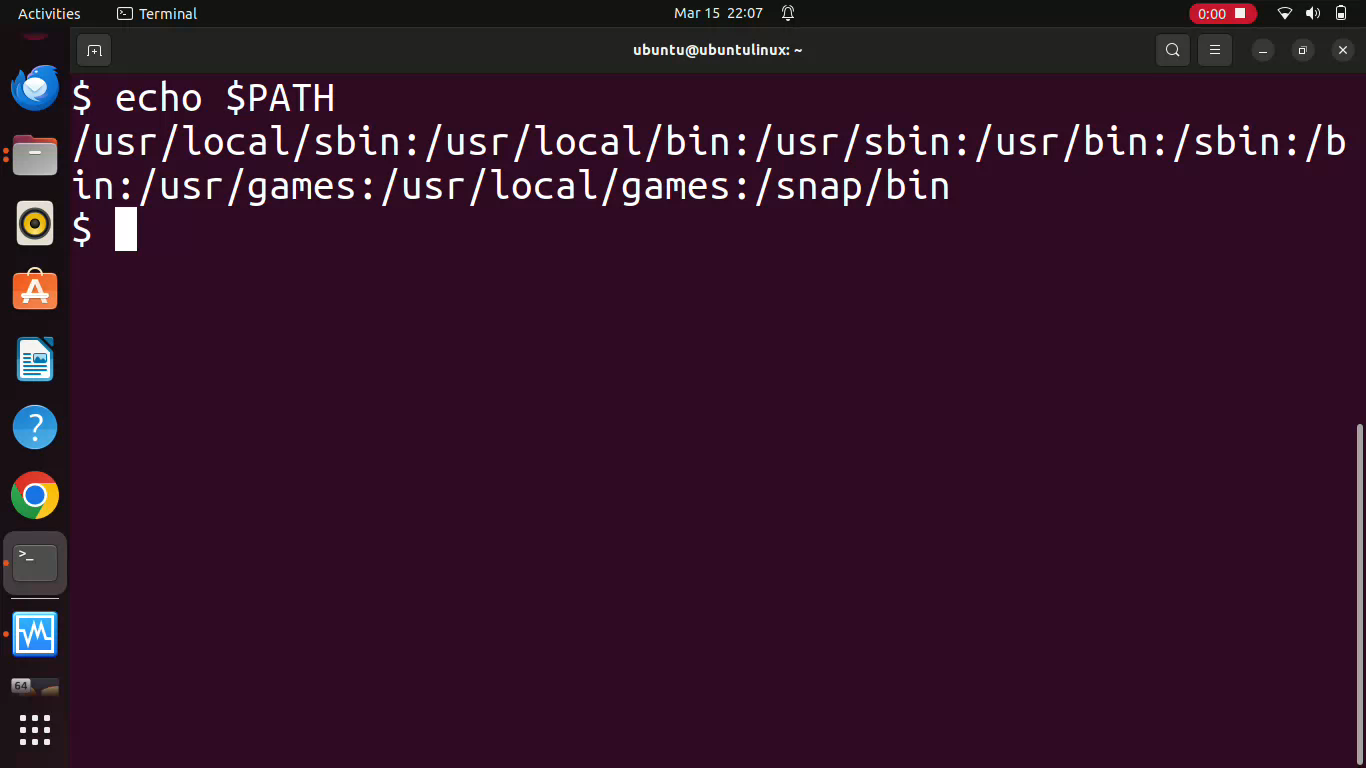 Activities Terminal Mar 15 22:07 0:00
ubuntu@ubuntulinux: ~
$ echo $PATH
/usr/local/sbin:/usr/local/bin:/usr/sbin:/usr/bin:/sbin:/b
in:/usr/games:/usr/local/games:/snap/bin
$
64